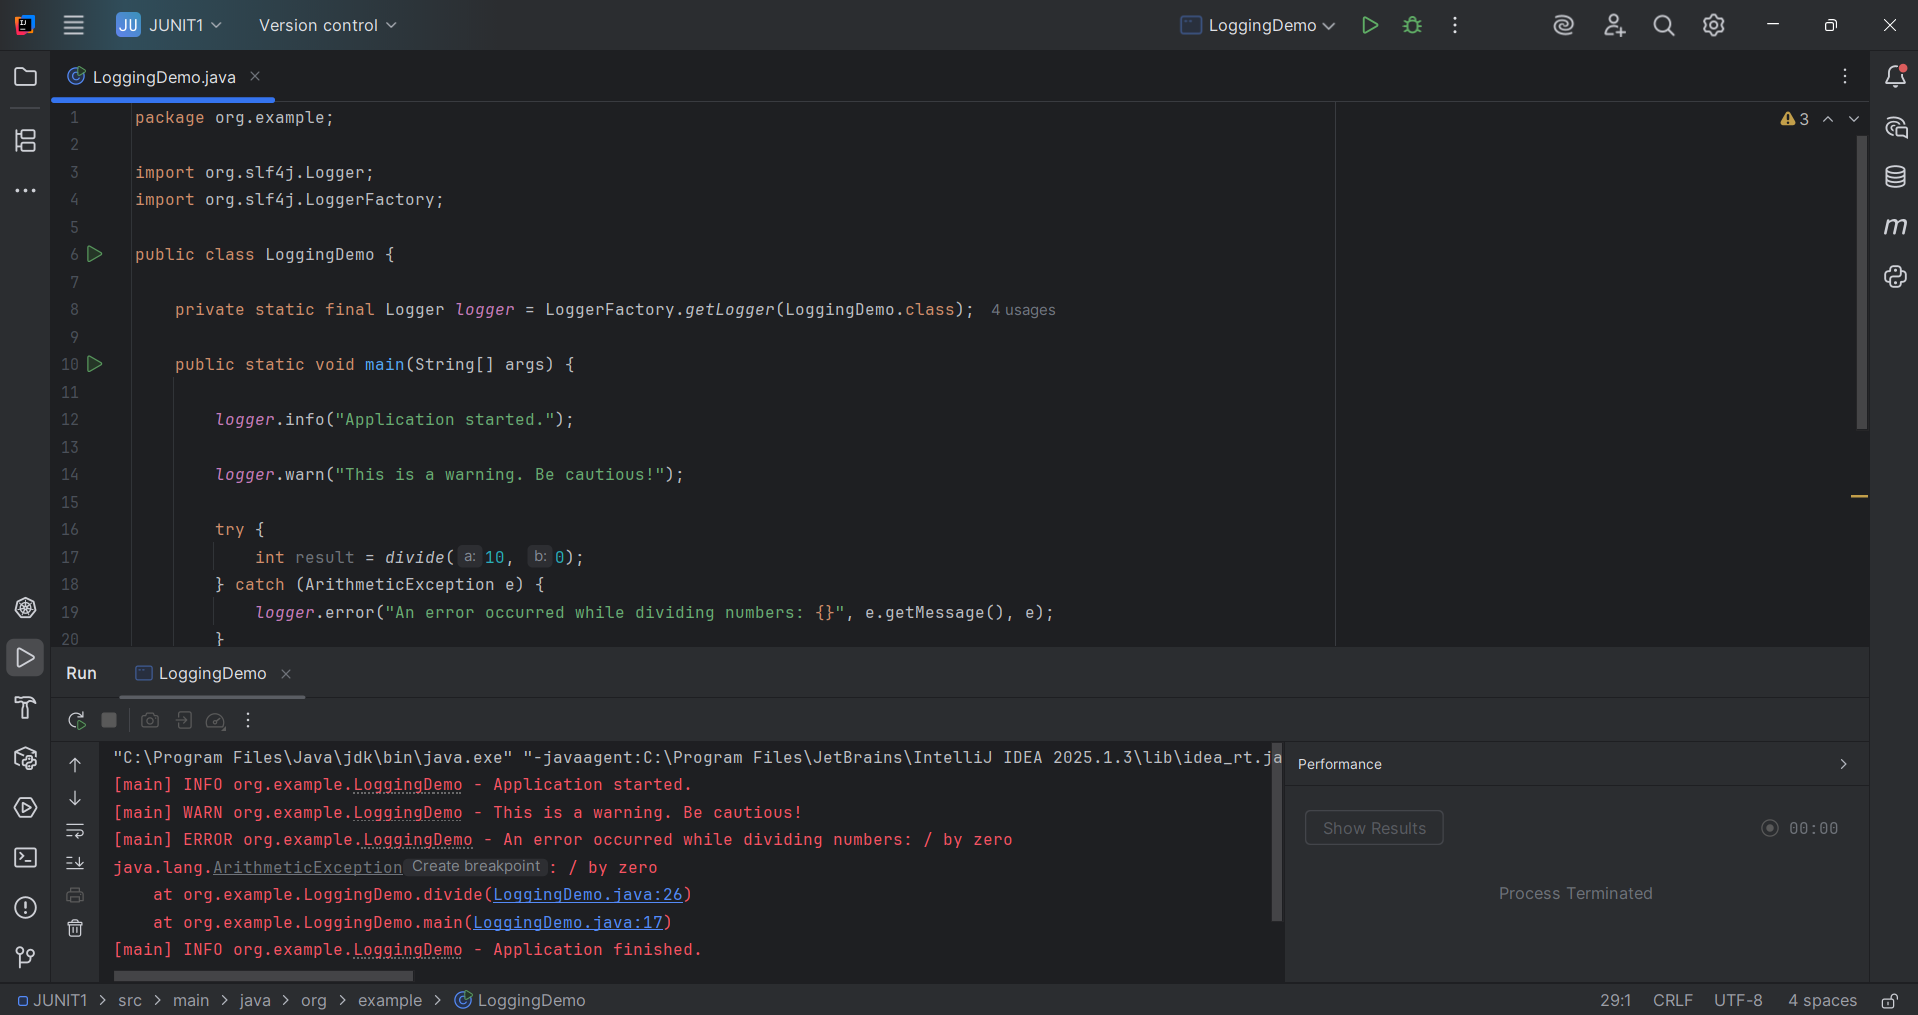 JU JUNIT1 Version control LoggingDemo
LoggingDemo.java
1 package org.example;
2
3 import org.slf4j.Logger;
4 import org.slf4j.LoggerFactory;
5
6 public class LoggingDemo {
7
8 private static final Logger logger = LoggerFactory.getLogger(LoggingDemo.class); 4 usages
9
10 public static void main(String[] args) {
11
12 logger.info("Application started.");
13
14 logger.warn("This is a warning. Be cautious!");
15
16 try {
17 int result = divide( a: 10, b: 0);
18 } catch (ArithmeticException e) {
19 logger.error("An error occurred while dividing numbers: {}", e.getMessage(), e);
20 }
3
Run LoggingDemo
"C:\Program Files\Java\jdk\bin\java.exe" "-javaagent:C:\Program Files\JetBrains\IntelliJ IDEA 2025.1.3\lib\idea_rt.ja
[main] INFO org.example.LoggingDemo - Application started.
[main] WARN org.example.LoggingDemo - This is a warning. Be cautious!
[main] ERROR org.example.LoggingDemo - An error occurred while dividing numbers: / by zero
java.lang.ArithmeticException Create breakpoint : / by zero
at org.example.LoggingDemo.divide(LoggingDemo.java:26)
at org.example.LoggingDemo.main(LoggingDemo.java:17)
[main] INFO org.example.LoggingDemo - Application finished.
Performance
Show Results 00:00
Process Terminated
JUNIT1 > src > main > java > org > example > LoggingDemo 29:1 CRLF UTF-8 4 spaces